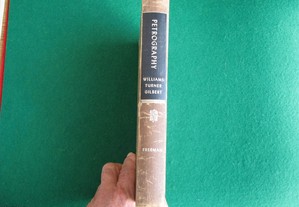 PETROGRAPHY
WILLIAMS
TURNER
GILBERT
FREEMAN